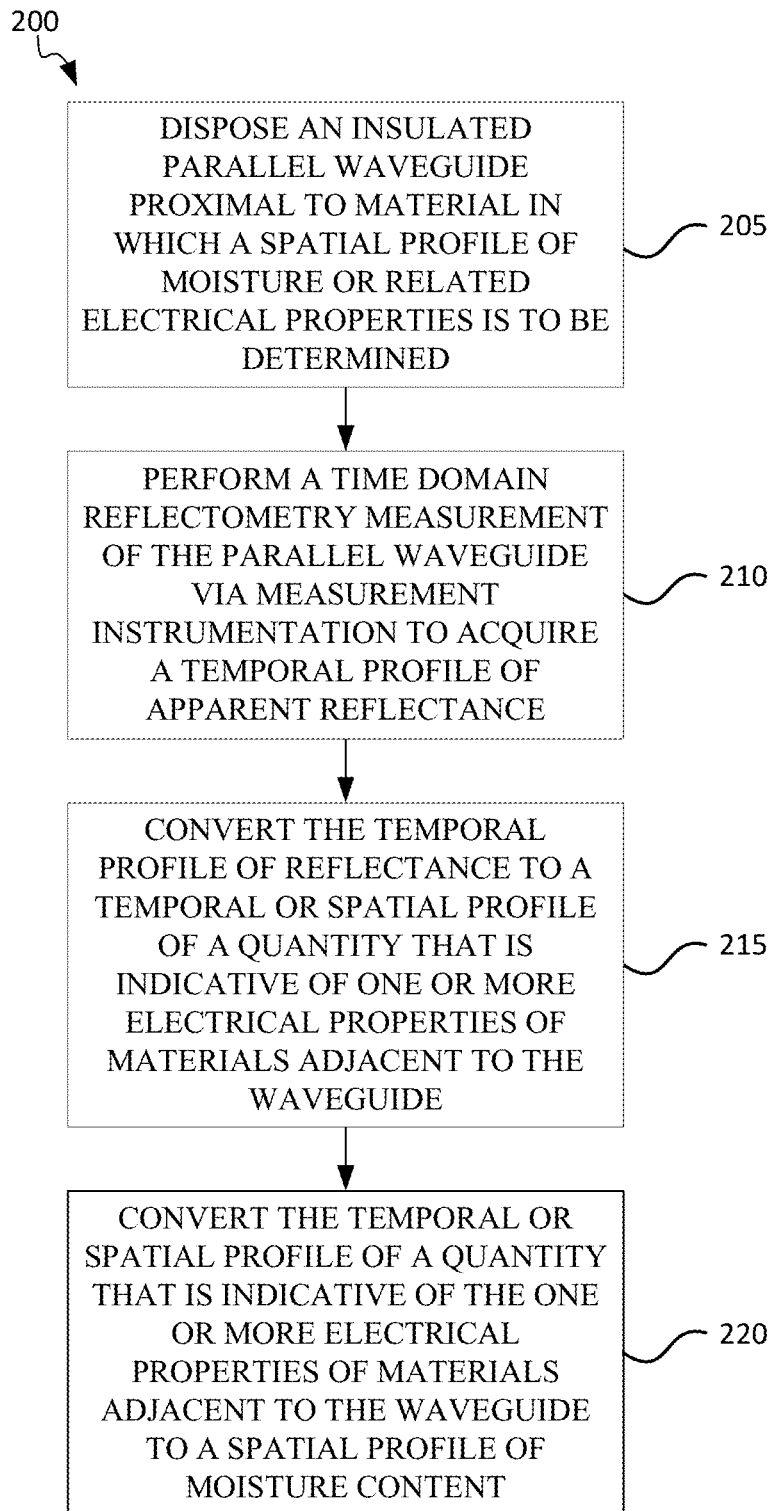 200
DISPOSE AN INSULATED
PARALLEL WAVEGUIDE
PROXIMAL TO MATERIAL IN
WHICH A SPATIAL PROFILE OF
MOISTURE OR RELATED
ELECTRICAL PROPERTIES IS TO BE
DETERMINED
205
PERFORM A TIME DOMAIN
REFLECTOMETRY MEASUREMENT
OF THE PARALLEL WAVEGUIDE
VIA MEASUREMENT
INSTRUMENTATION TO ACQUIRE
A TEMPORAL PROFILE OF
APPARENT REFLECTANCE
210
CONVERT THE TEMPORAL
PROFILE OF REFLECTANCE TO A
TEMPORAL OR SPATIAL PROFILE
OF A QUANTITY THAT IS
INDICATIVE OF ONE OR MORE
ELECTRICAL PROPERTIES OF
MATERIALS ADJACENT TO THE
WAVEGUIDE
215
CONVERT THE TEMPORAL OR
SPATIAL PROFILE OF A QUANTITY
THAT IS INDICATIVE OF THE ONE
OR MORE ELECTRICAL
PROPERTIES OF MATERIALS
ADJACENT TO THE WAVEGUIDE
TO A SPATIAL PROFILE OF
MOISTURE CONTENT
220